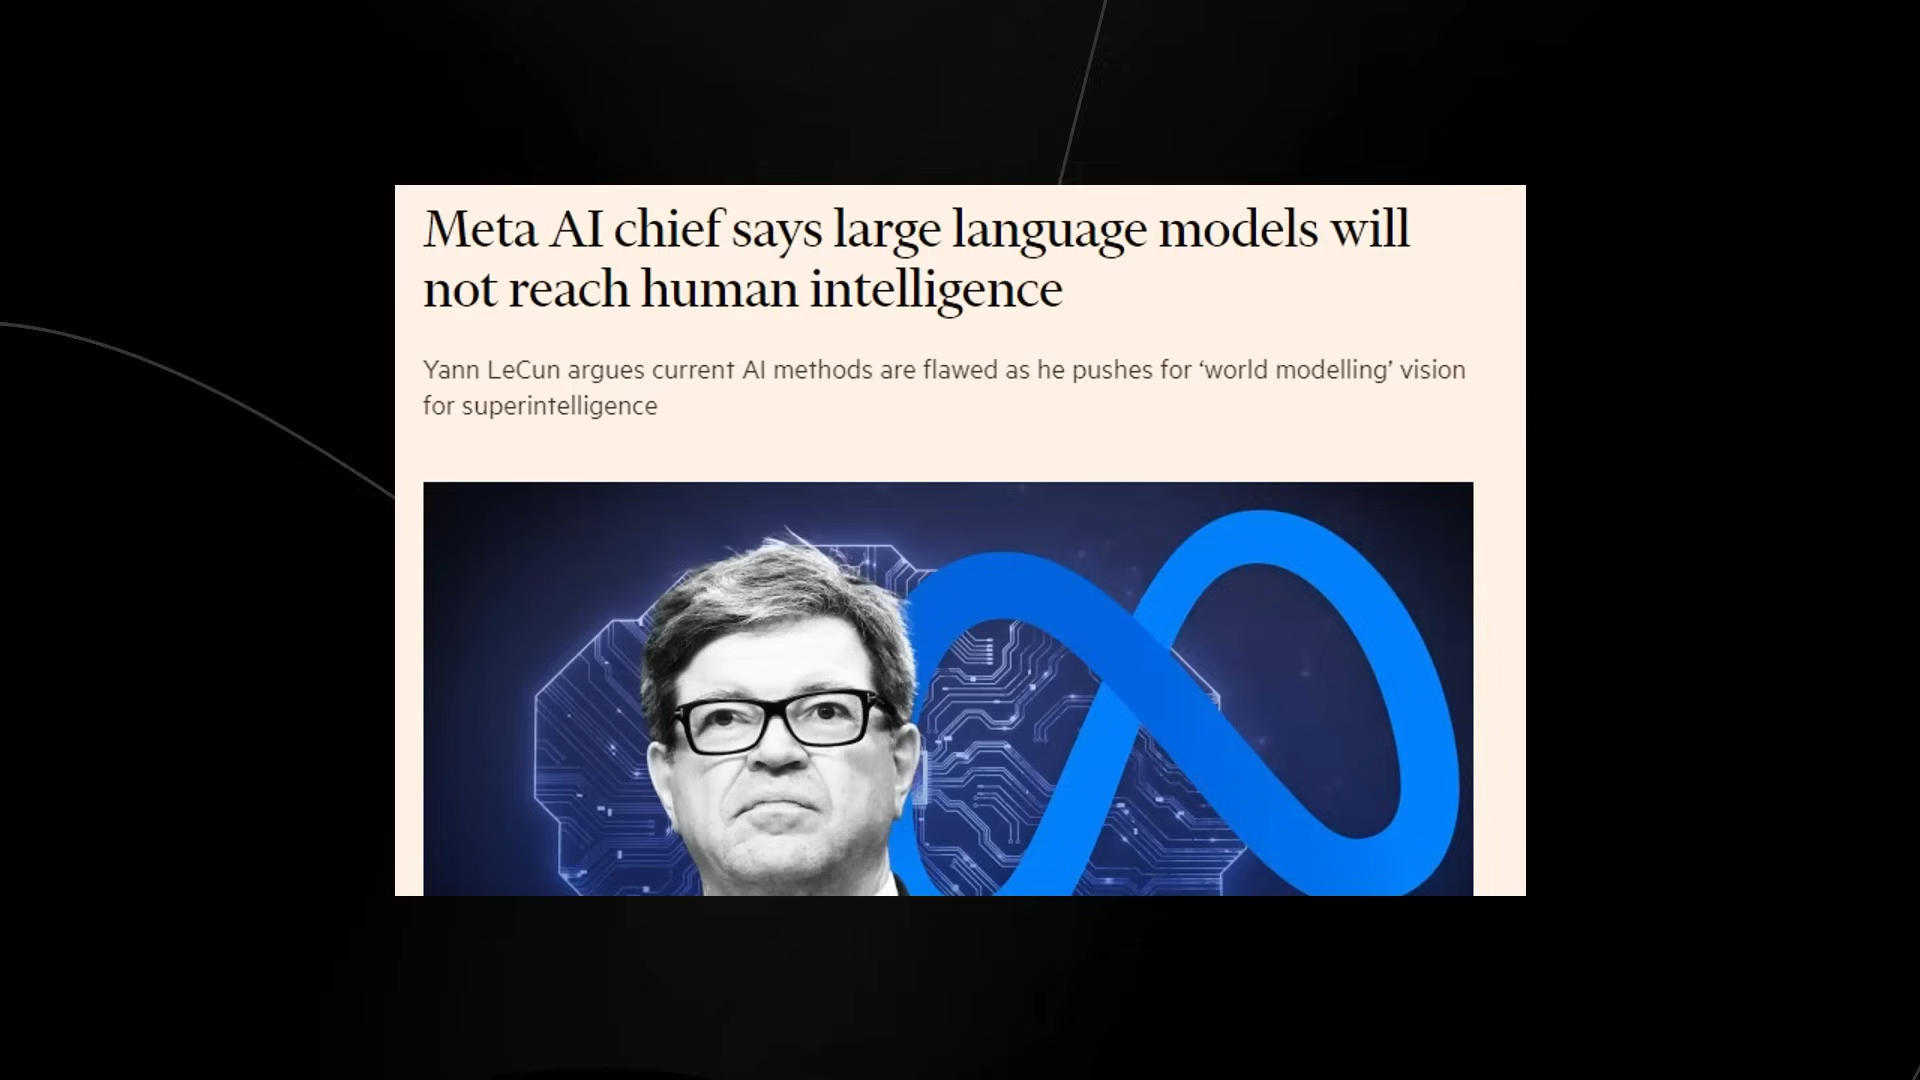 Meta AI chief says large language models will
not reach human intelligence
Yann LeCun argues current AI methods are flawed as he pushes for ‘world modelling’ vision
for superintelligence